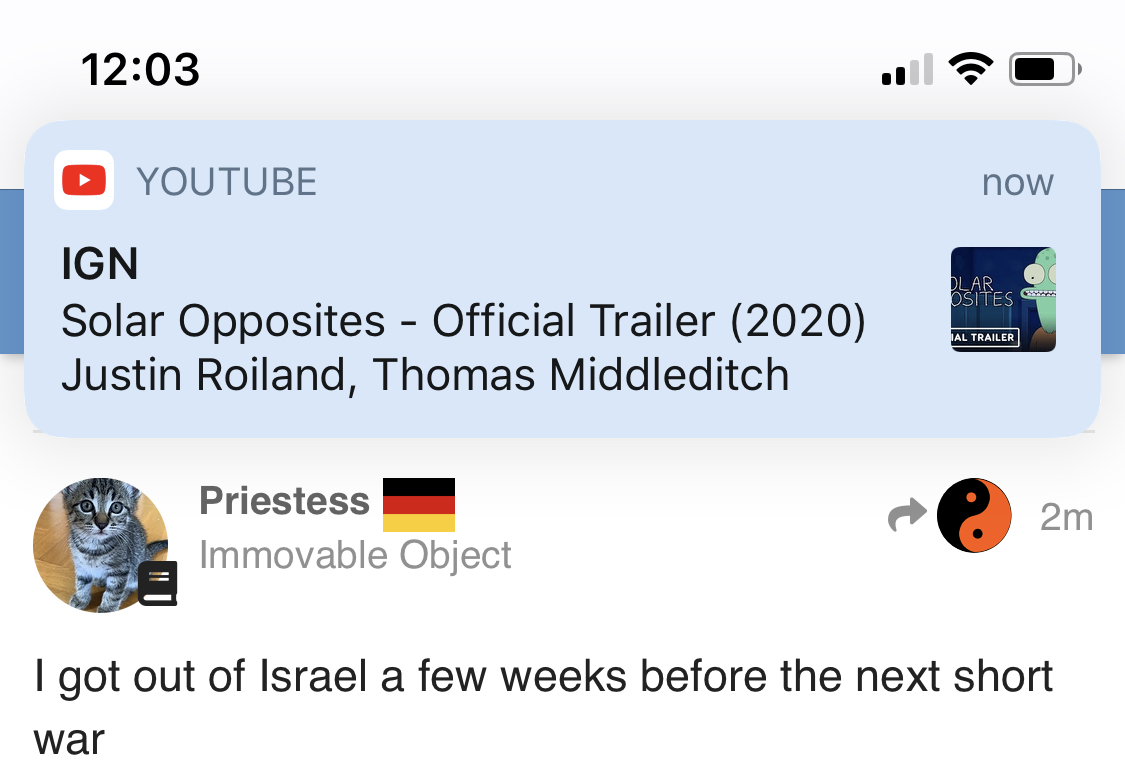 12:03
YOUTUBE
now
IGN
Solar Opposites - Official Trailer (2020)
Justin Roiland, Thomas Middleditch
OLAR
OSITES
IAL TRAILER
Priestess
2m
Immovable Object
I got out of Israel a few weeks before the next short
war